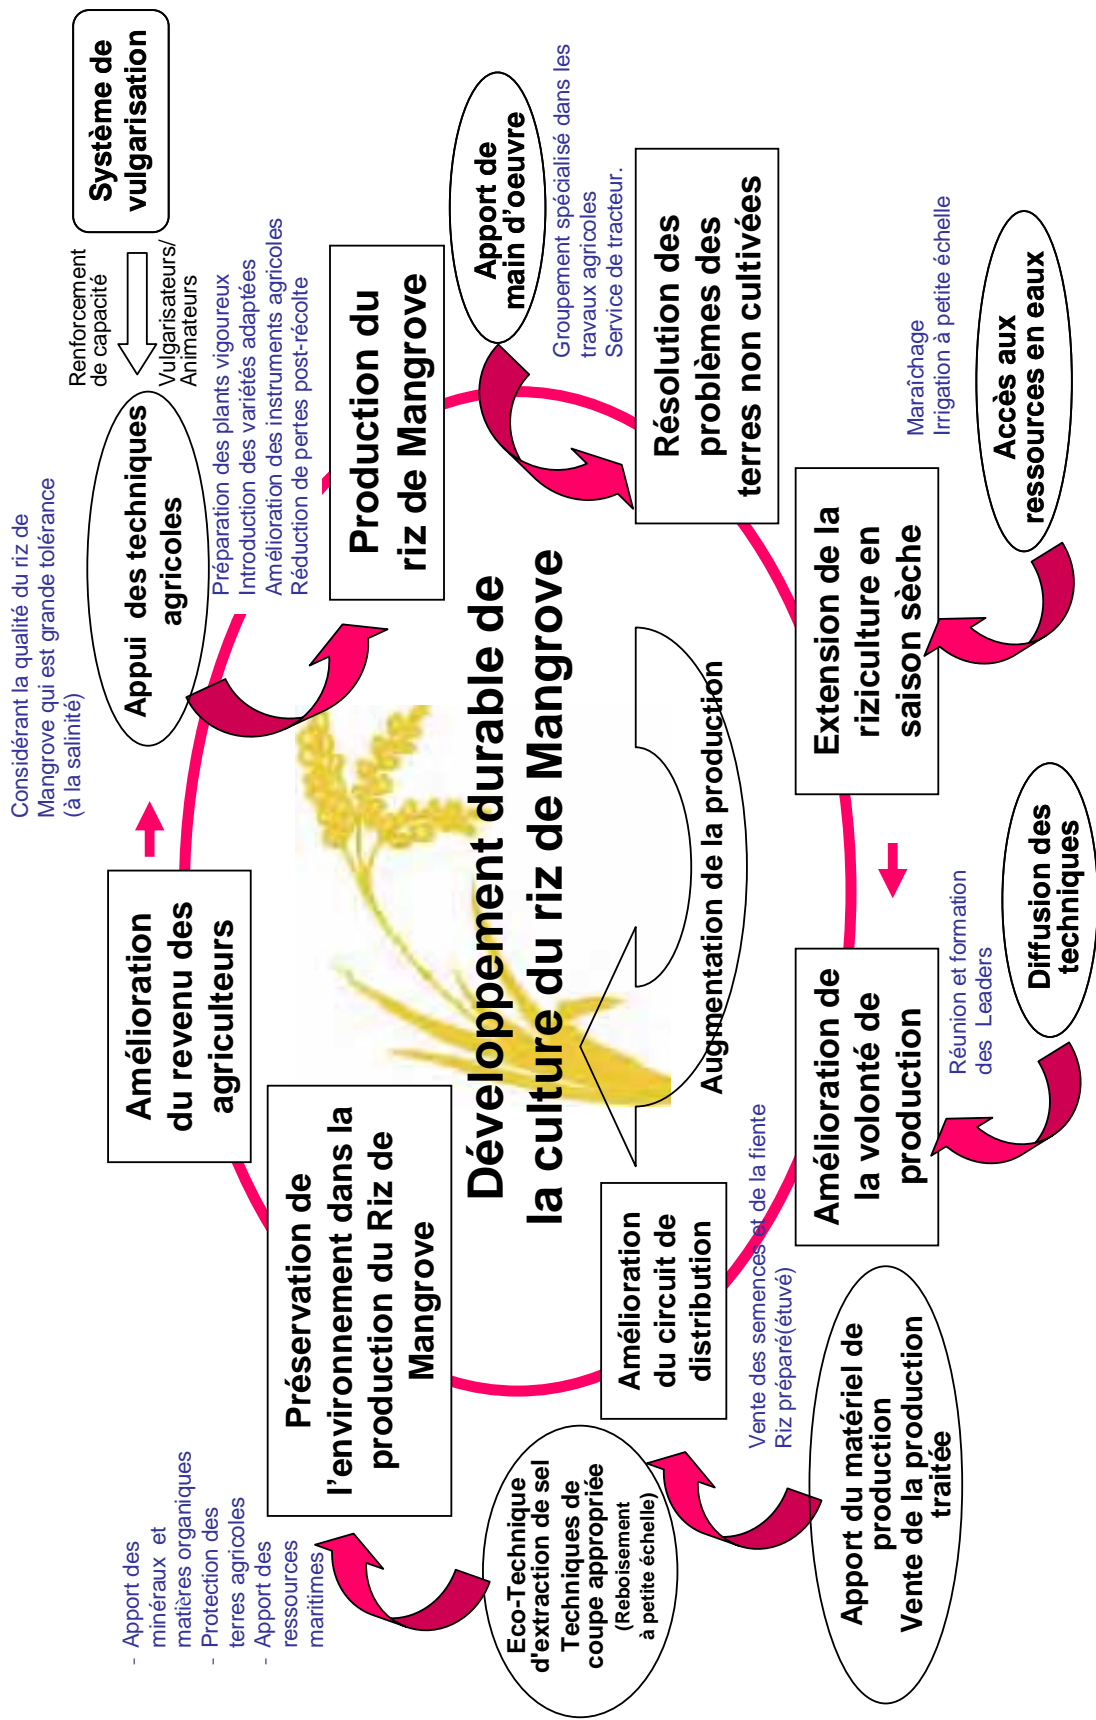 Système de
vulgarisation
Renforcement
de capacité
Vulgarisateurs/
Animateurs
Considérant la qualité du riz de
Mangrove qui est grande tolérance
(à la salinité)
Appui des techniques
agricoles
Préparation des plants vigoureux
Introduction des variétés adaptées
Amélioration des instruments agricoles
Réduction de pertes post-récolte
Production du
riz de Mangrove
Apport de
main d'oeuvre
Groupement spécialisé dans les
travaux agricoles
Service de tracteur.
Résolution des
problèmes des
terres non cultivées
Maraîchage
Irrigation à petite échelle
Accès aux
ressources en eaux
Extension de la
riziculture en
saison sèche
Diffusion des
techniques
Réunion et formation
des Leaders
Amélioration de
la volonté de
production
Vente des semences et de la fiente
Riz préparé(étuvé)
Apport du matériel de
production
Vente de la production
traitée
Amélioration
du circuit de
distribution
Eco-Technique
d'extraction de sel
Techniques de
coupe appropriée
(Reboisement
à petite échelle)
- Apport des
minéraux et
matières organiques
- Protection des
terres agricoles
- Apport des
ressources
maritimes
Préservation de
l'environnement dans la
production du Riz de
Mangrove
Amélioration
du revenu des
agriculteurs
Développement durable de
la culture du riz de Mangrove
Augmentation de la production